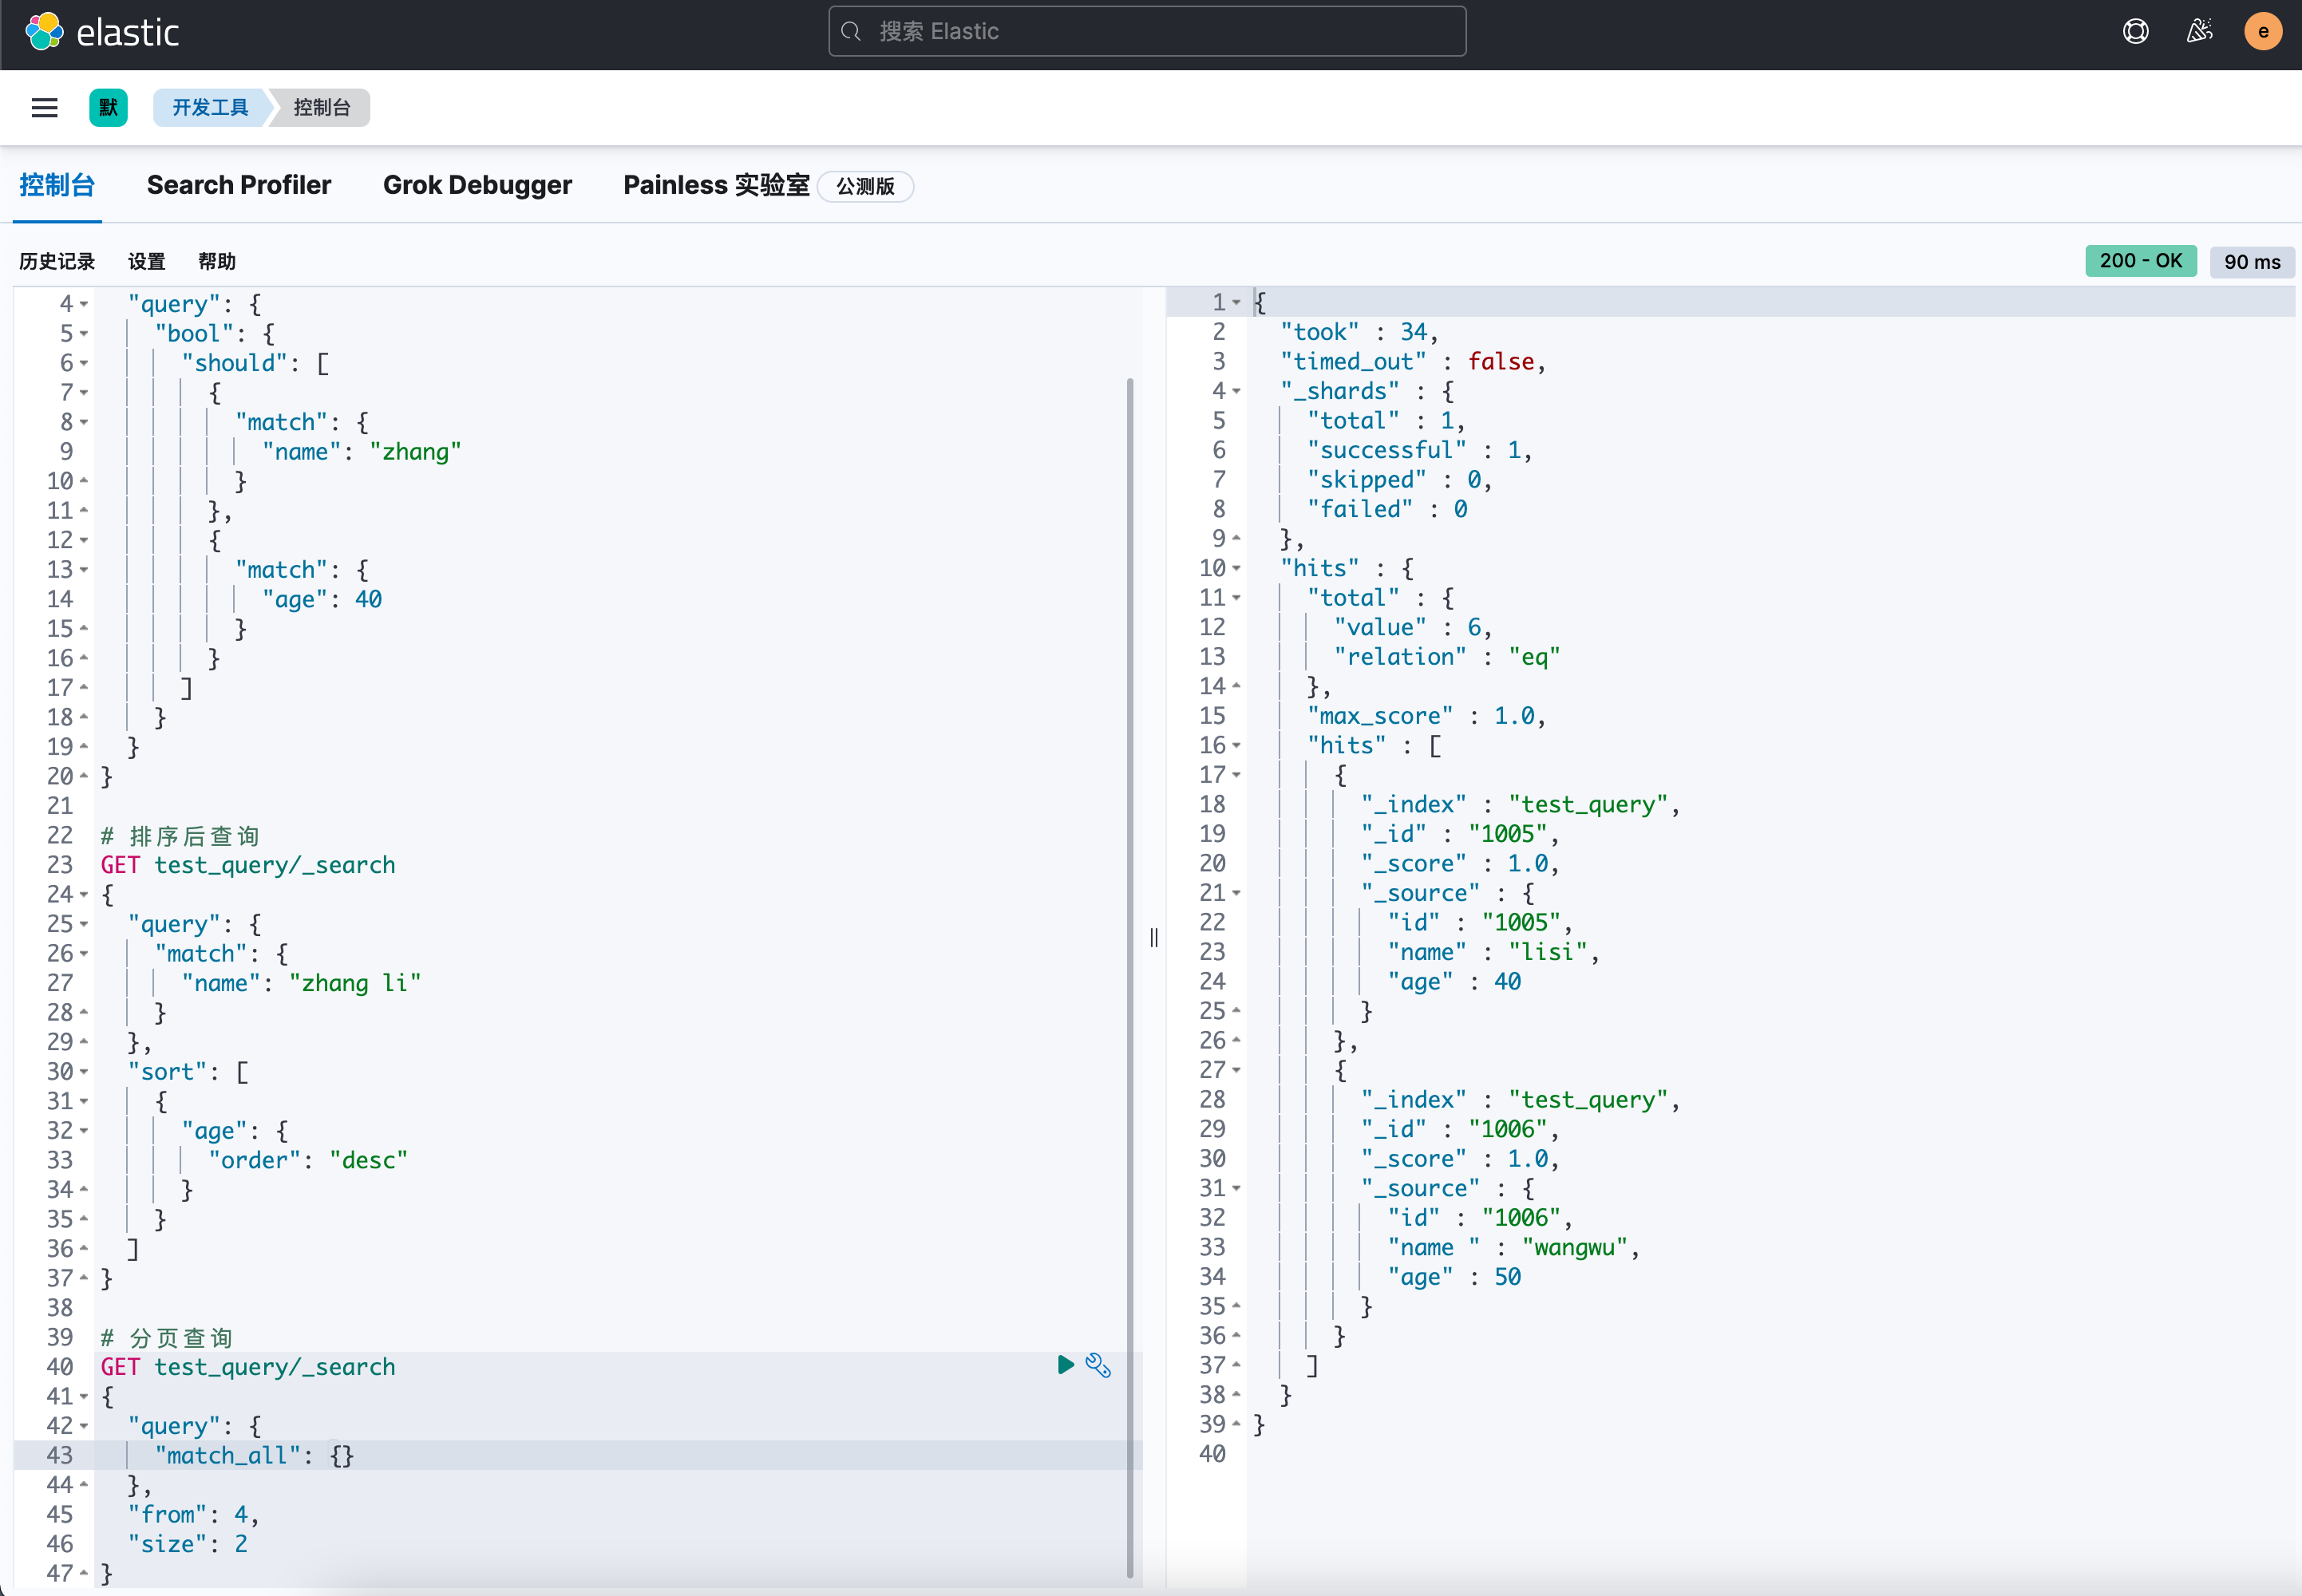 elastic
搜索 Elastic
e
默
开发工具
控制台
控制台
Search Profiler
Grok Debugger
Painless 实验室
公测版
历史记录
设置
帮助
200 - OK
90 ms
4 "query": {
5 "bool": {
6 "should": [
7 {
8 "match": {
9 "name": "zhang"
10 }
11 },
12 {
13 "match": {
14 "age": 40
15 }
16 }
17 ]
18 }
19 }
20 }
21
22 # 排序后查询
23 GET test_query/_search
24 {
25 "query": {
26 "match": {
27 "name": "zhang li"
28 }
29 },
30 "sort": [
31 {
32 "age": {
33 "order": "desc"
34 }
35 }
36 ]
37 }
38
39 # 分页查询
40 GET test_query/_search
41 {
42 "query": {
43 "match_all": {}
44 },
45 "from": 4,
46 "size": 2
47 }
1 {
2 "took" : 34,
3 "timed_out" : false,
4 "_shards" : {
5 "total" : 1,
6 "successful" : 1,
7 "skipped" : 0,
8 "failed" : 0
9 },
10 "hits" : {
11 "total" : {
12 "value" : 6,
13 "relation" : "eq"
14 },
15 "max_score" : 1.0,
16 "hits" : [
17 {
18 "_index" : "test_query",
19 "_id" : "1005",
20 "_score" : 1.0,
21 "_source" : {
22 "id" : "1005",
23 "name" : "lisi",
24 "age" : 40
25 }
26 },
27 {
28 "_index" : "test_query",
29 "_id" : "1006",
30 "_score" : 1.0,
31 "_source" : {
32 "id" : "1006",
33 "name " : "wangwu",
34 "age" : 50
35 }
36 }
37 ]
38 }
39 }
40